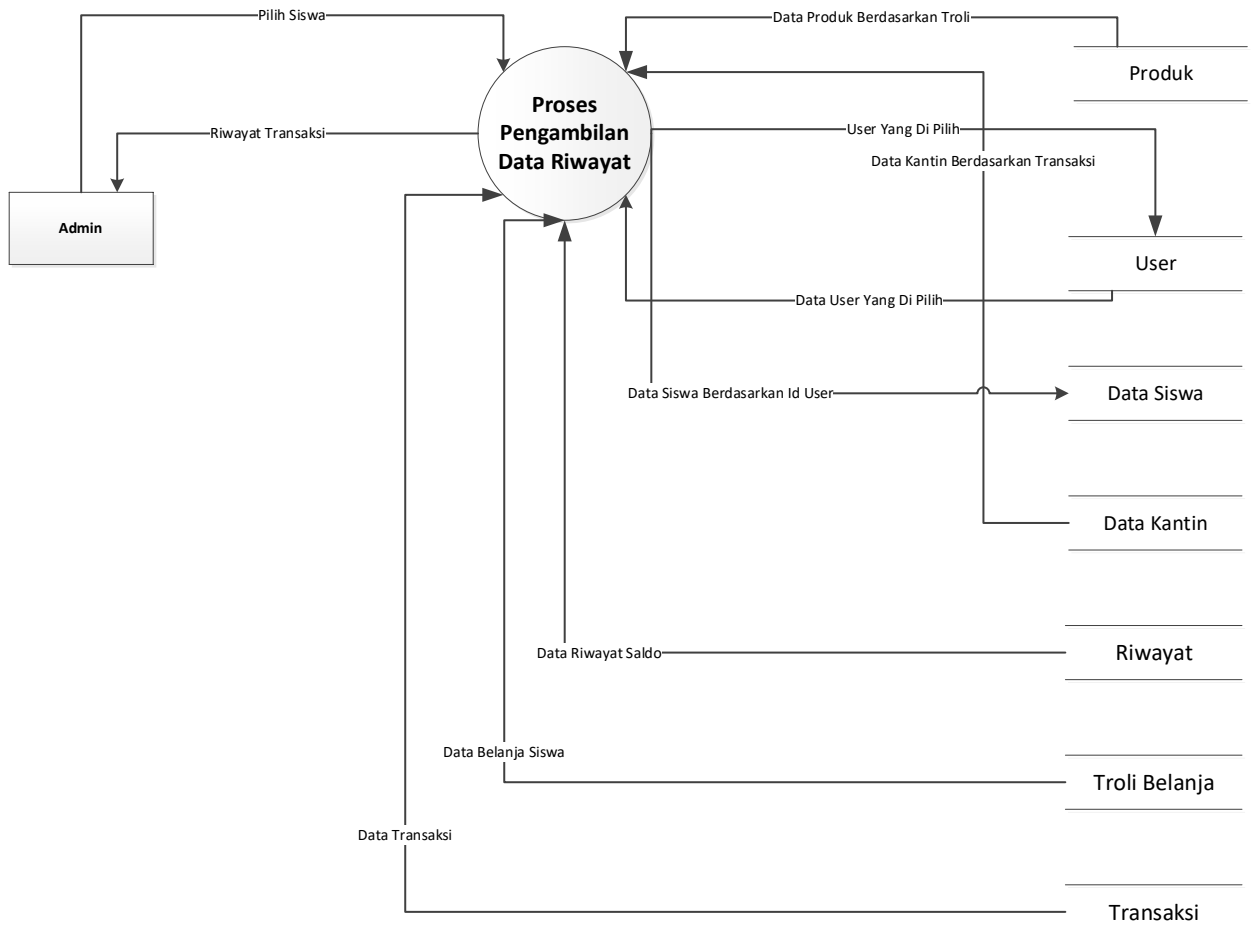 Pilih Siswa
Data Produk Berdasarkan Troli
Produk
Proses
Pengambilan
Data Riwayat
Riwayat Transaksi
User Yang Di Pilih
Data Kantin Berdasarkan Transaksi
Admin
User
Data User Yang Di Pilih
Data Siswa Berdasarkan Id User
Data Siswa
Data Kantin
Data Riwayat Saldo
Riwayat
Data Belanja Siswa
Troli Belanja
Data Transaksi
Transaksi